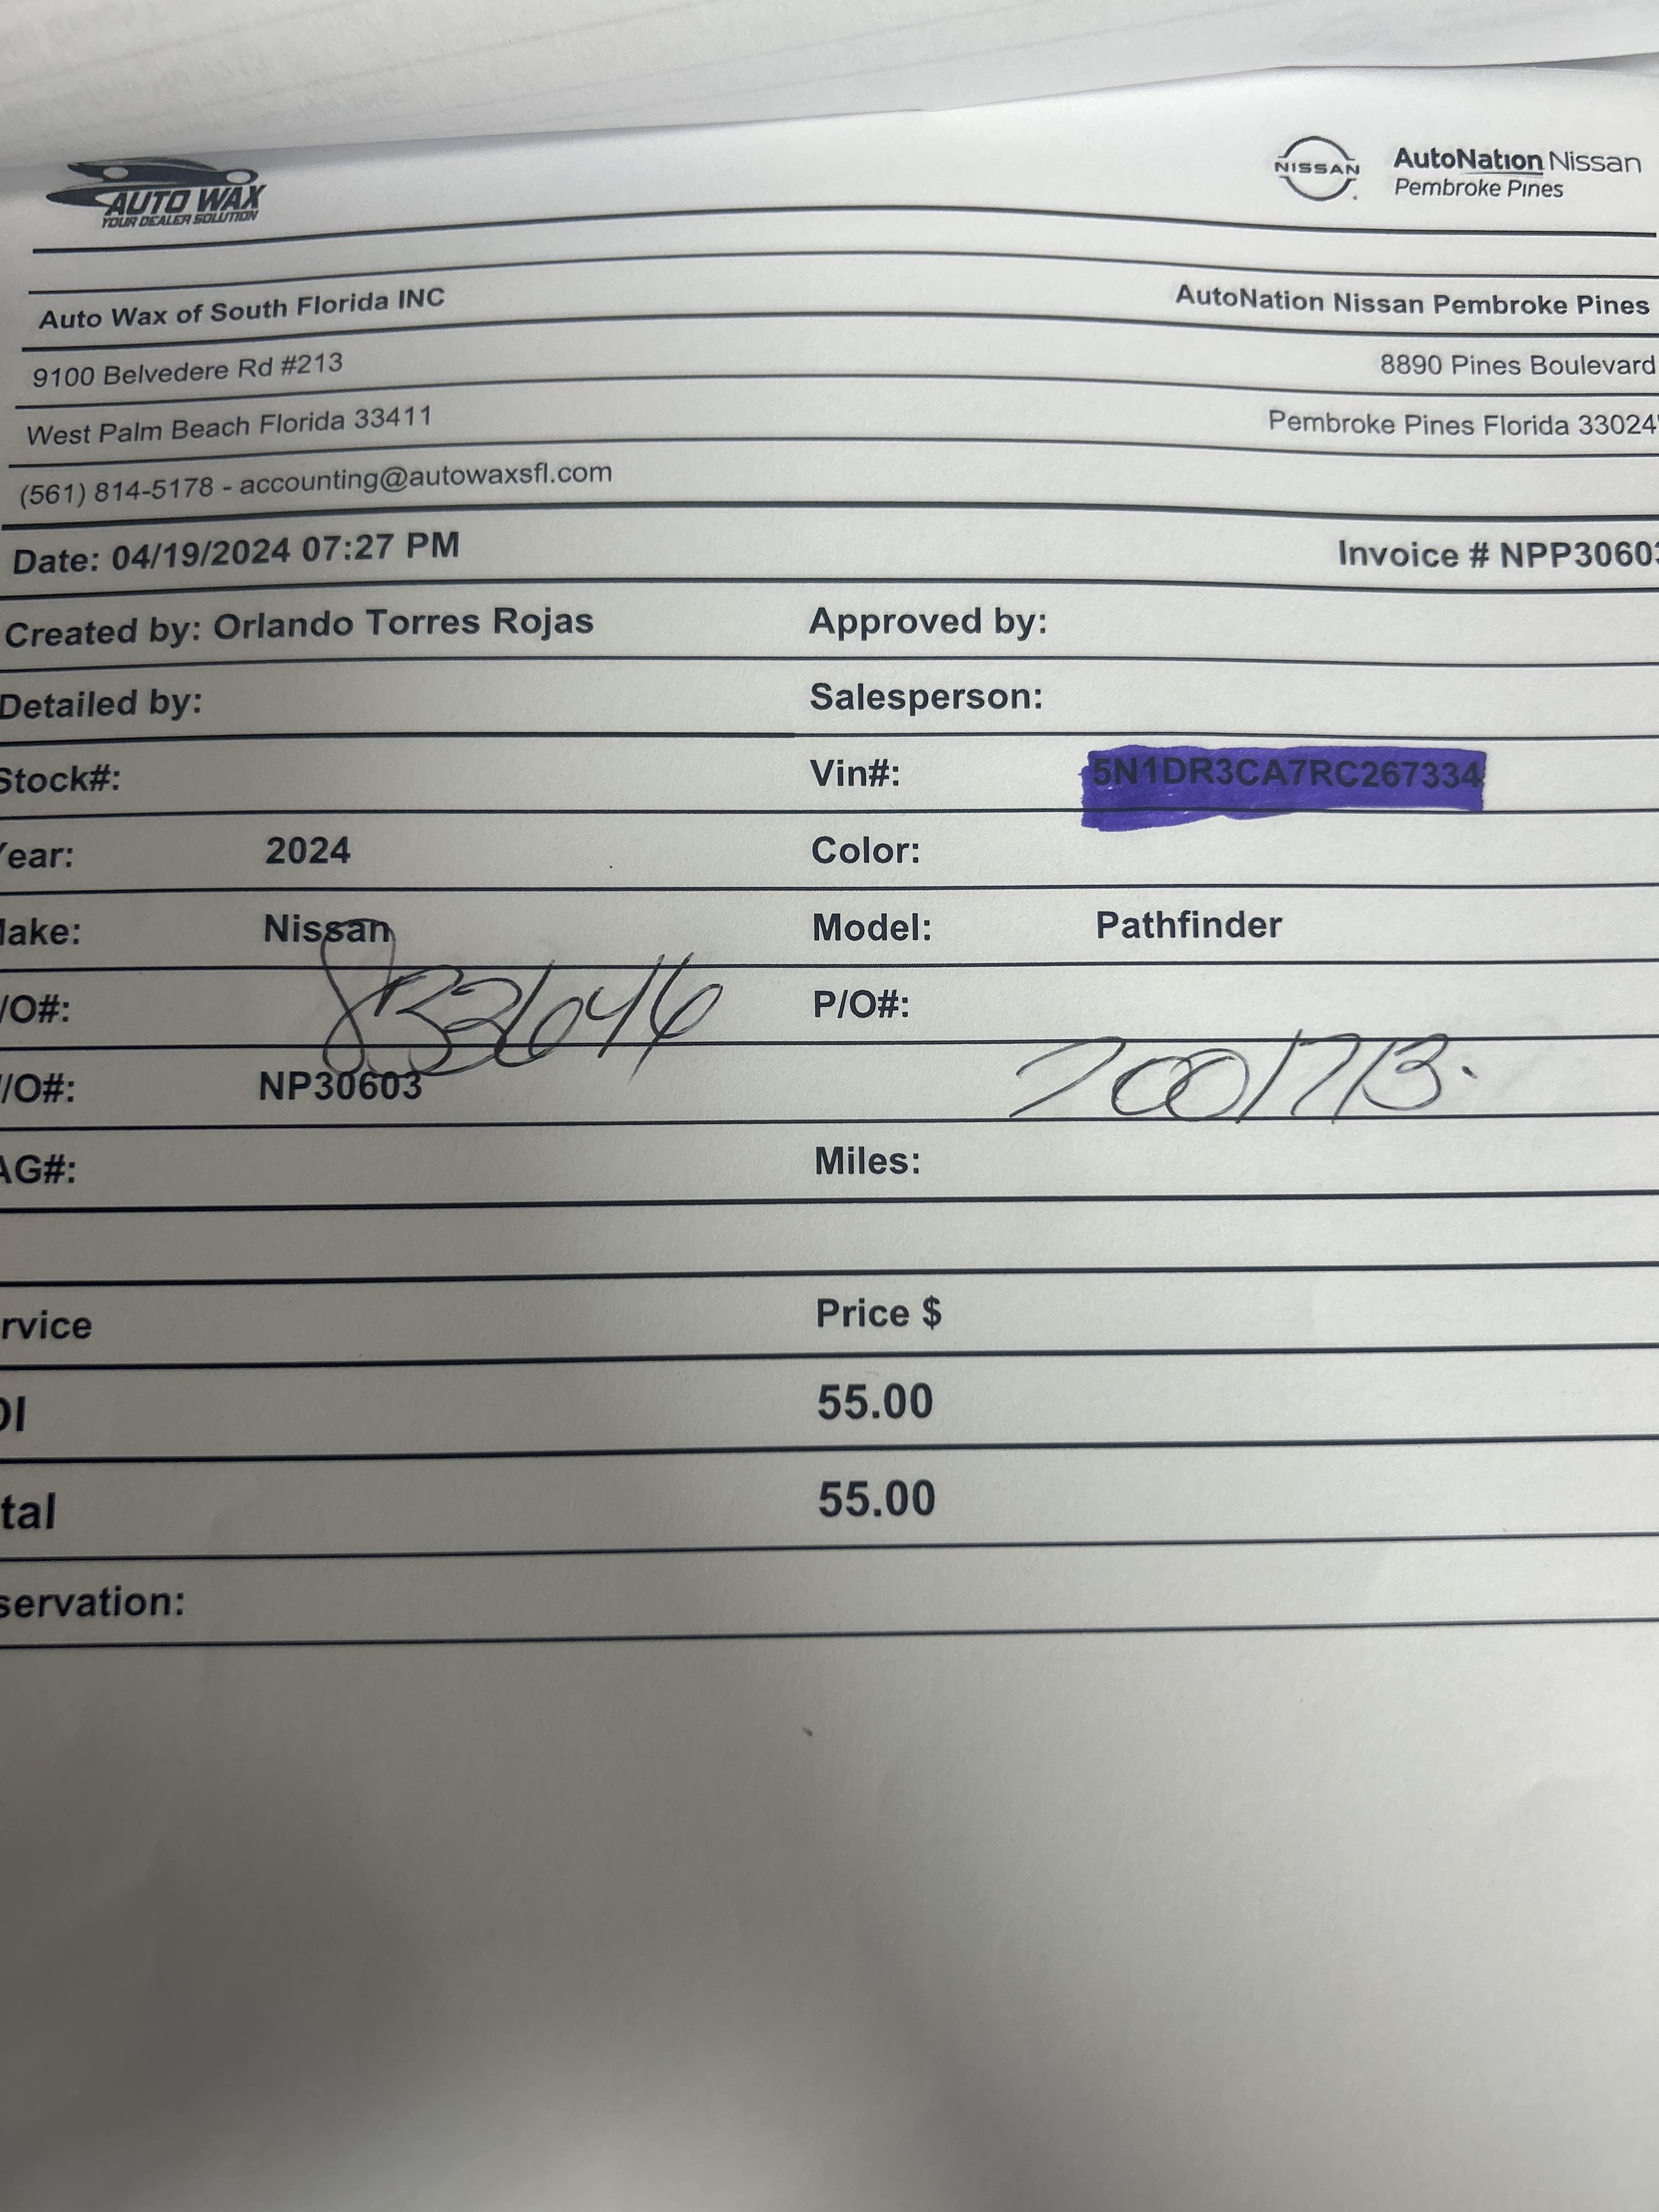 AUTO WAX
YOUR DEALER SOLUTION
NISSAN
AutoNation Nissan
Pembroke Pines
Auto Wax of South Florida INC AutoNation Nissan Pembroke Pines
9100 Belvedere Rd #213 8890 Pines Boulevard
West Palm Beach Florida 33411 Pembroke Pines Florida 33024
(561) 814-5178 - accounting@autowaxsfl.com
Date: 04/19/2024 07:27 PM Invoice # NPP30603
Created by: Orlando Torres Rojas Approved by:
Detailed by: Salesperson:
Stock#: Vin#: 5N1DR3CA7RC267334
Year: 2024 Color:
Make: Nissan Model: Pathfinder
/O#: 832646 P/O#:
/O#: NP30603
AG#: Miles:
rvice Price $
DI 55.00
tal 55.00
servation: